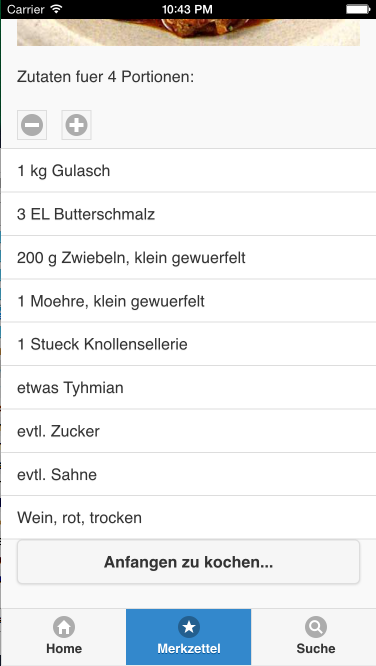 Carrier 10:43 PM
Zutaten fuer 4 Portionen:
1 kg Gulasch
3 EL Butterschmalz
200 g Zwiebeln, klein gewuerfelt
1 Moehre, klein gewuerfelt
1 Stueck Knollensellerie
etwas Tyhmian
evtl. Zucker
evtl. Sahne
Wein, rot, trocken
Anfangen zu kochen...
Home Merkzettel Suche